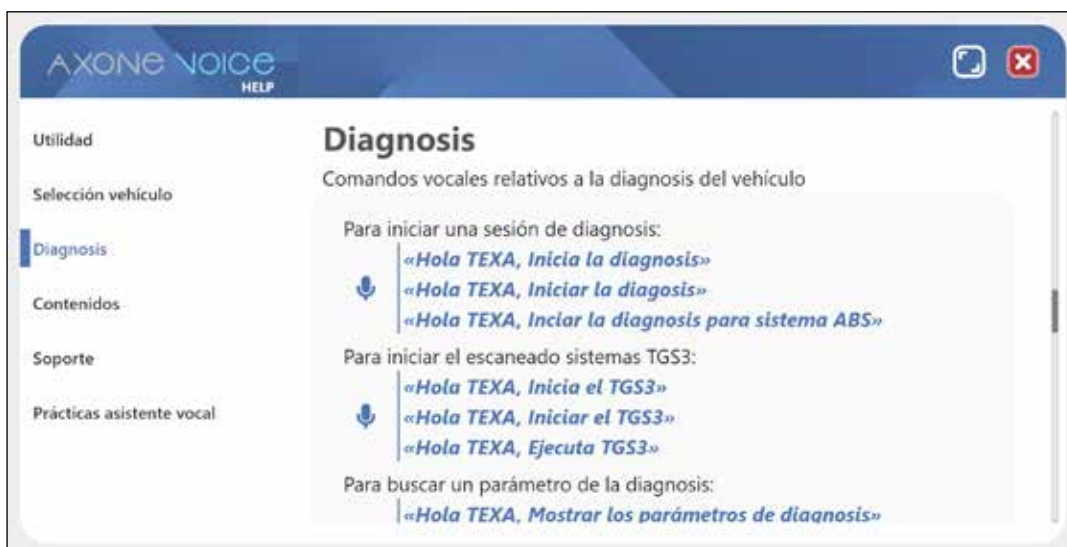 AXONE VOICE
HELP
Utilidad
Selección vehículo
Diagnosis
Contenidos
Soporte
Prácticas asistente vocal
Diagnosis
Comandos vocales relativos a la diagnosis del vehículo
Para iniciar una sesión de diagnosis:
«Hola TEXA, Inicia la diagnosis»
«Hola TEXA, Iniciar la diagosis»
«Hola TEXA, Inciar la diagnosis para sistema ABS»
Para iniciar el escaneado sistemas TGS3:
«Hola TEXA, Inicia el TGS3»
«Hola TEXA, Iniciar el TGS3»
«Hola TEXA, Ejecuta TGS3»
Para buscar un parámetro de la diagnosis:
«Hola TEXA, Mostrar los parámetros de diagnosis»